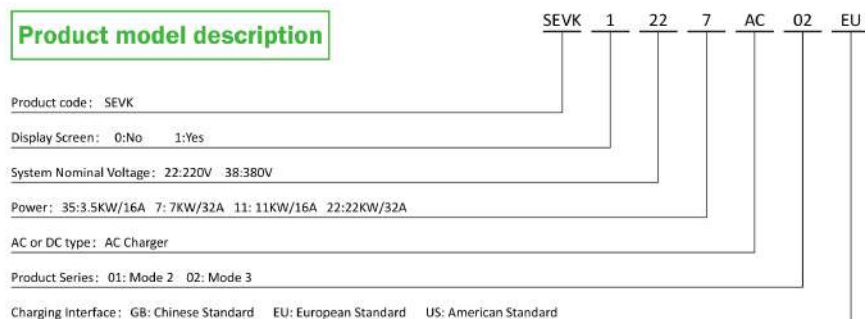 Product model description
SEVK 1 22 7 AC 02 EU
Product code: SEVK
Display Screen: 0:No 1:Yes
System Nominal Voltage: 22:220V 38:380V
Power: 35:3.5KW/16A 7: 7KW/32A 11: 11KW/16A 22:22KW/32A
AC or DC type: AC Charger
Product Series: 01: Mode 2 02: Mode 3
Charging Interface: GB: Chinese Standard EU: European Standard US: American Standard